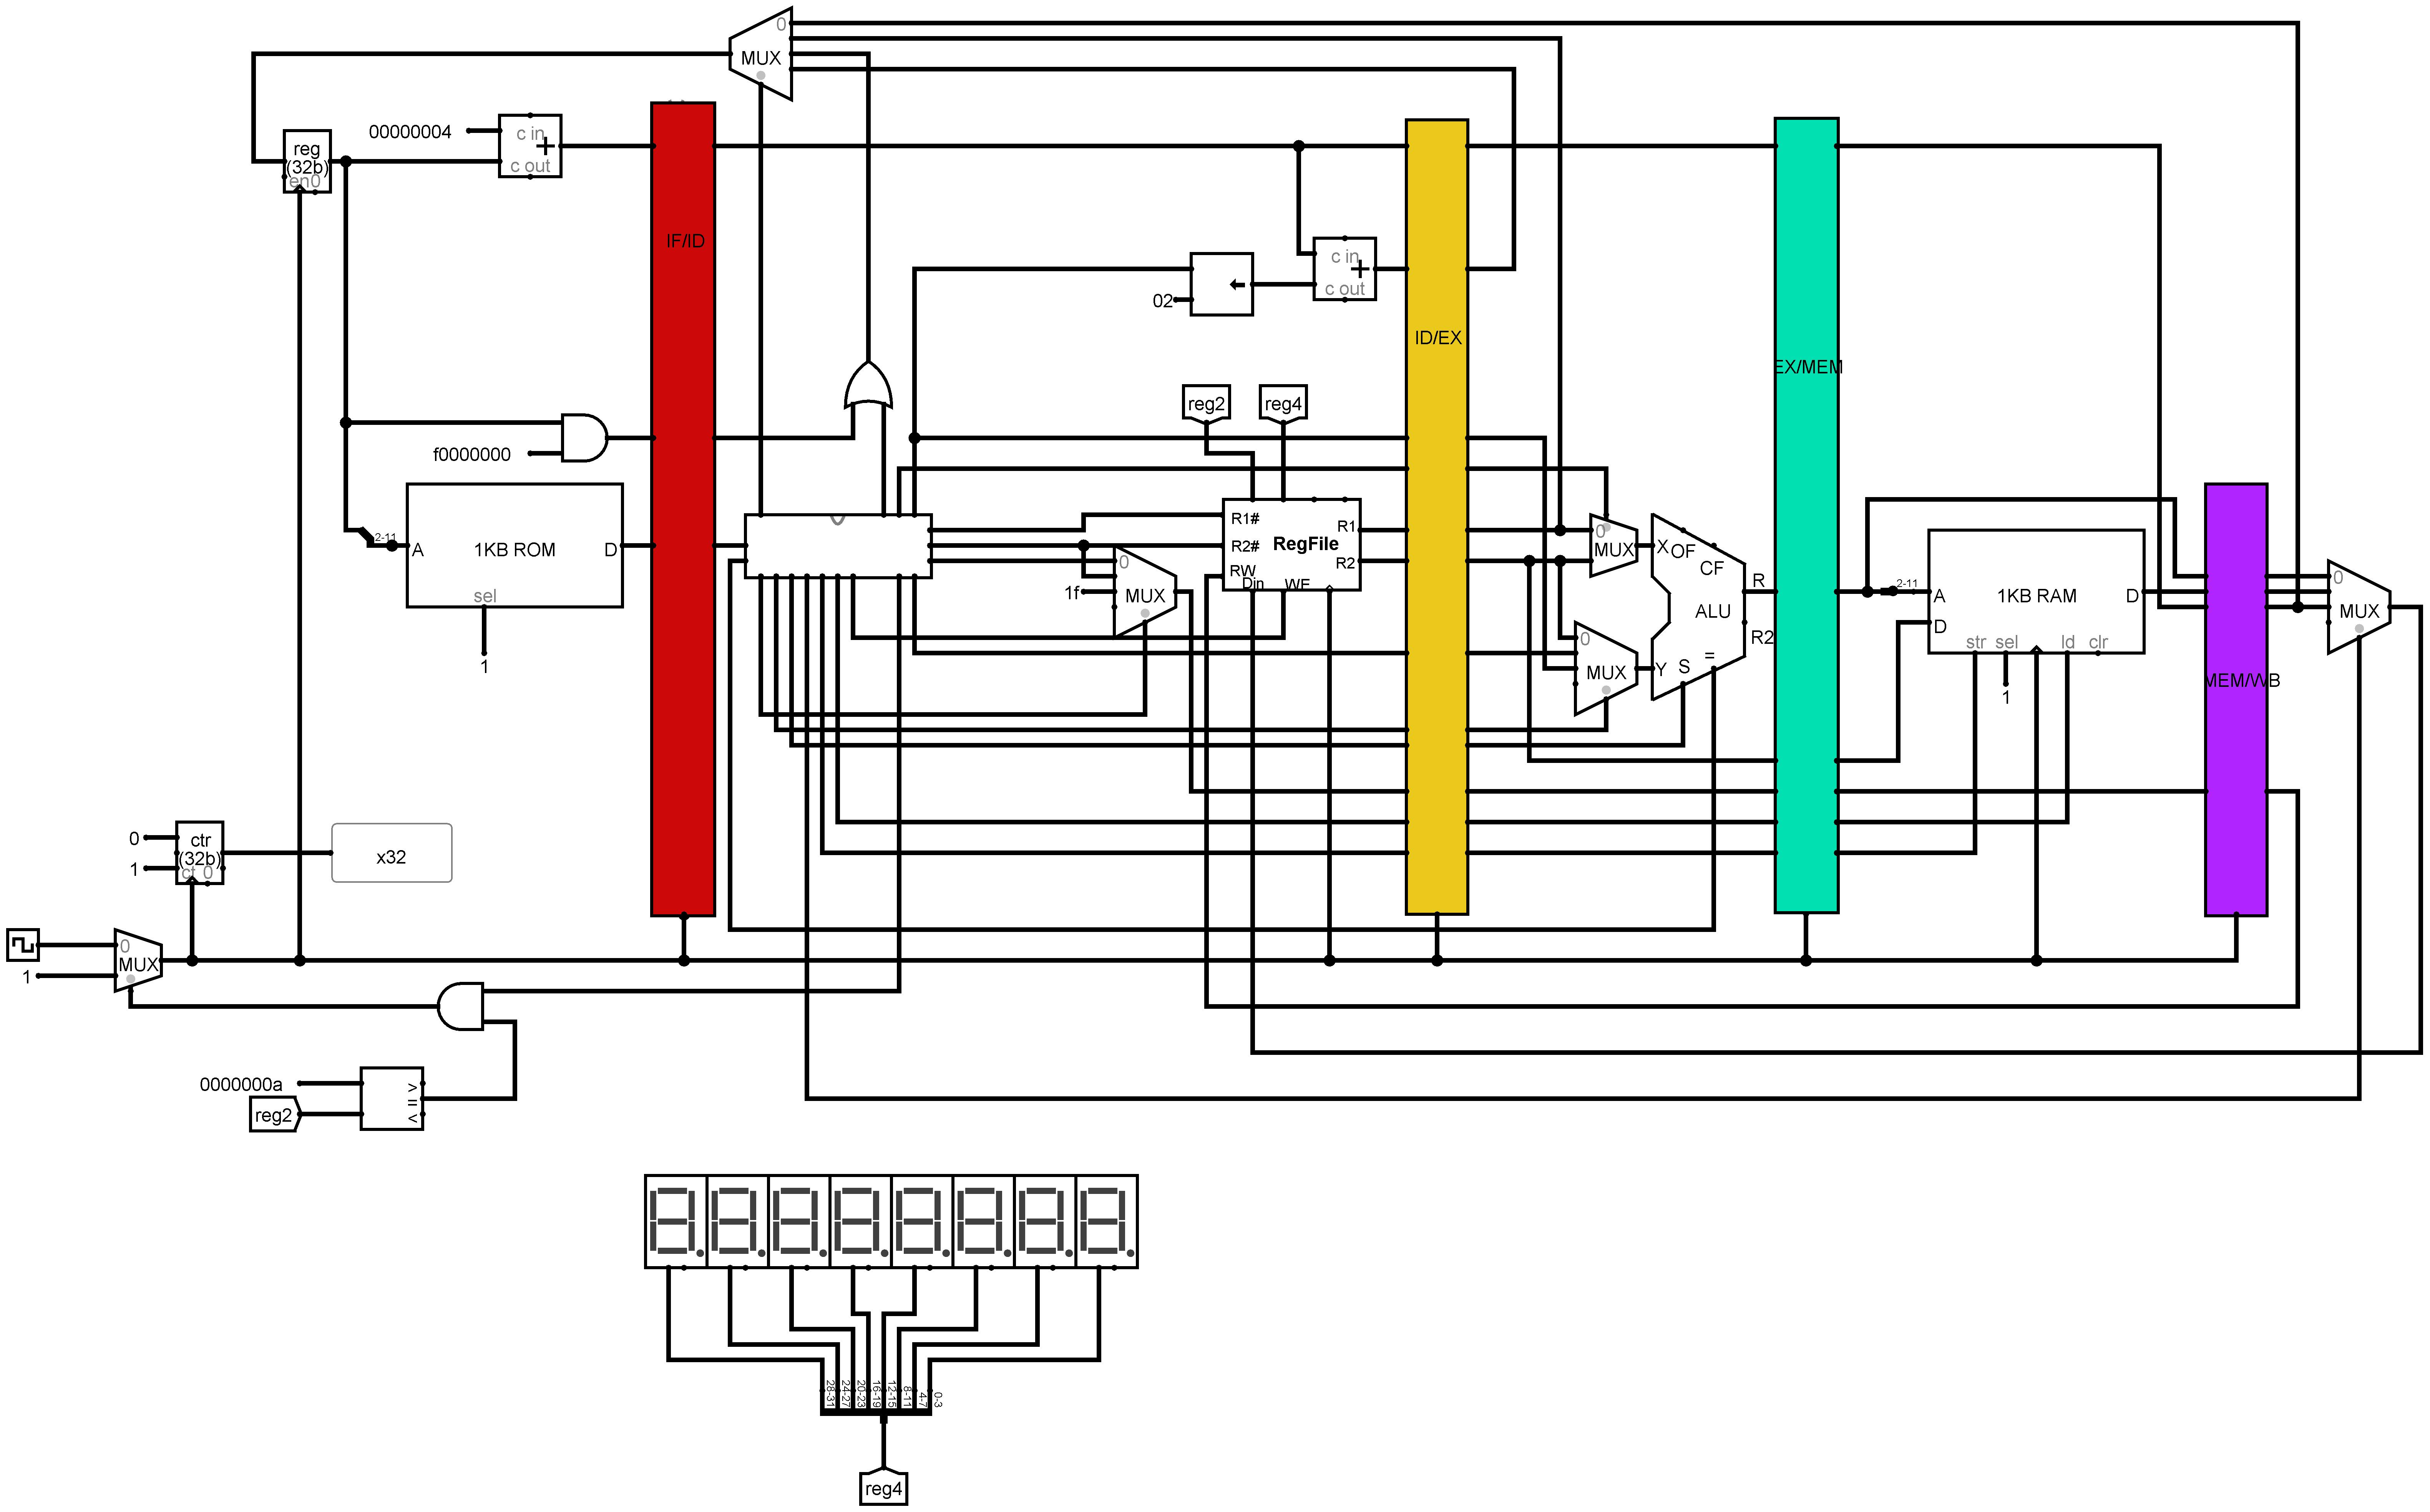 0
MUX
00000004
c in
+
c out
reg
(32b)
en0
IF/ID
c in
+
c out
02
ID/EX
EX/MEM
reg2
reg4
f0000000
2-11
A
1KB ROM
D
sel
1
R1#
R2#
RW
Din
WE
RegFile
R1
R2
0
MUX
1f
0
MUX
0
MUX
X
OF
CF
R
ALU
R2
=
S
Y
2-11
A
1KB RAM
D
D
str
sel
ld
clr
1
MEM/WB
0
MUX
0
1
ctr
(32b)
ct 0
x32
0
MUX
1
0000000a
reg2
>
=
<
28-31
24-27
20-23
16-19
12-15
8-11
4-7
0-3
reg4